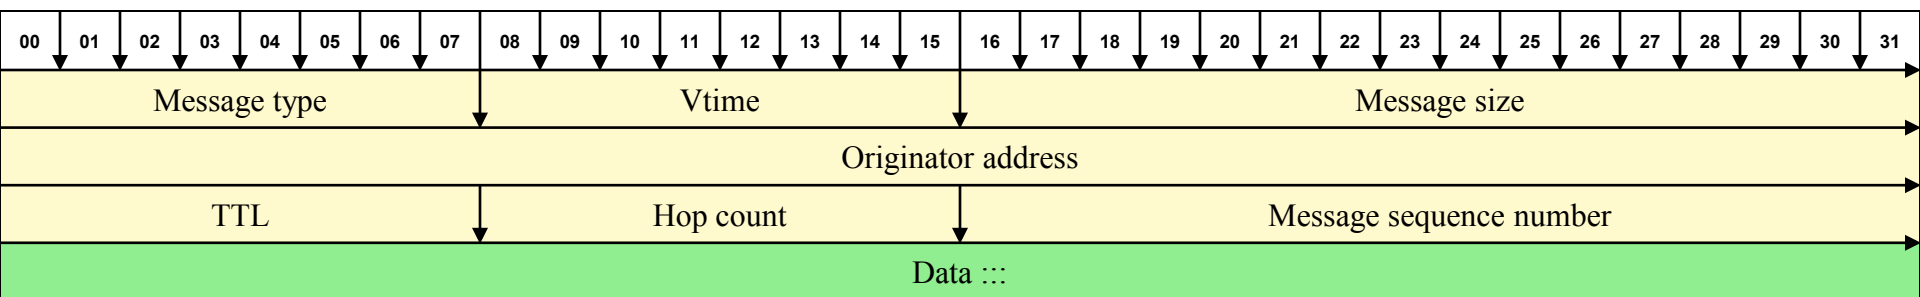 00 01 02 03 04 05 06 07 08 09 10 11 12 13 14 15 16 17 18 19 20 21 22 23 24 25 26 27 28 29 30 31
Message type Vtime Message size
Originator address
TTL Hop count Message sequence number
Data :::